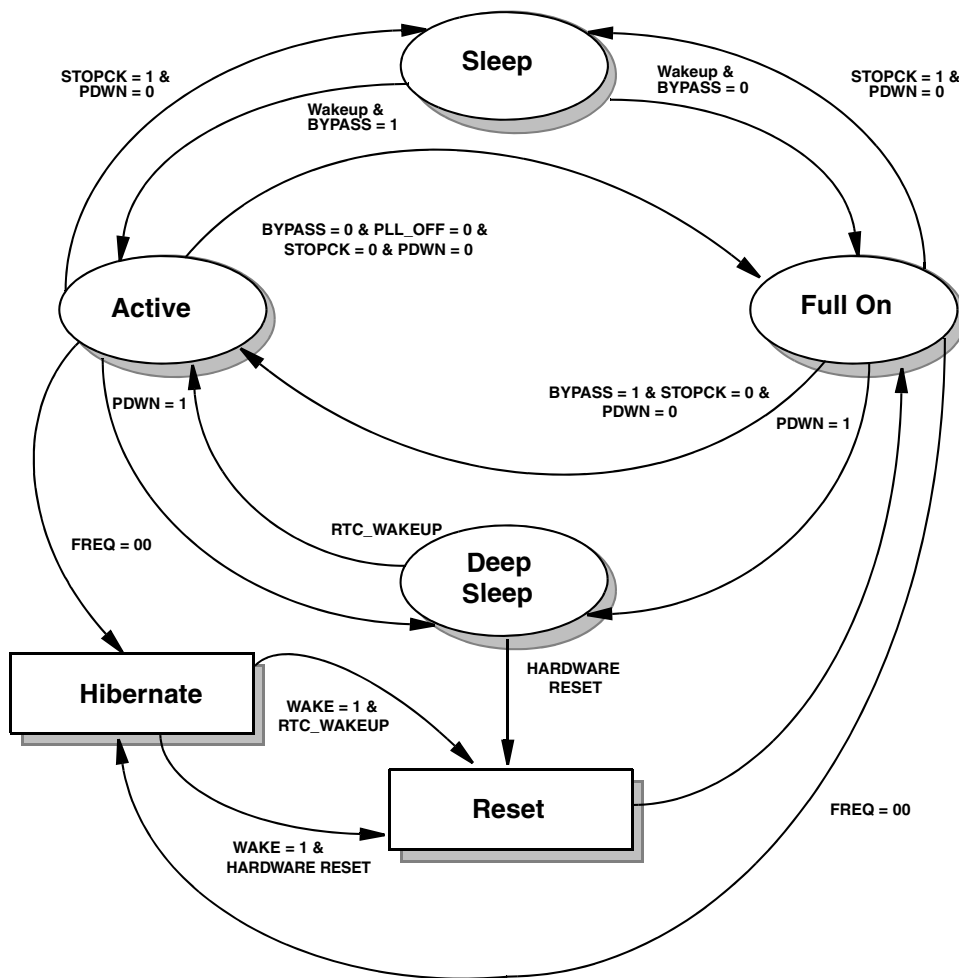 Sleep
STOPCK = 1 &
PDWN = 0
Wakeup &
BYPASS = 1
Wakeup &
BYPASS = 0
STOPCK = 1 &
PDWN = 0
BYPASS = 0 & PLL_OFF = 0 &
STOPCK = 0 & PDWN = 0
Active
Full On
PDWN = 1
BYPASS = 1 & STOPCK = 0 &
PDWN = 0
PDWN = 1
RTC_WAKEUP
FREQ = 00
Deep
Sleep
HARDWARE
RESET
Hibernate
WAKE = 1 &
RTC_WAKEUP
Reset
FREQ = 00
WAKE = 1 &
HARDWARE RESET